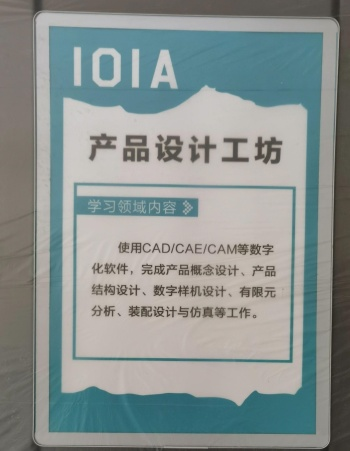 101A
产品设计工坊
学习领域内容
使用CAD/CAE/CAM等数字
化软件，完成产品概念设计、产品
结构设计、数字样机设计、有限元
分析、装配设计与仿真等工作。